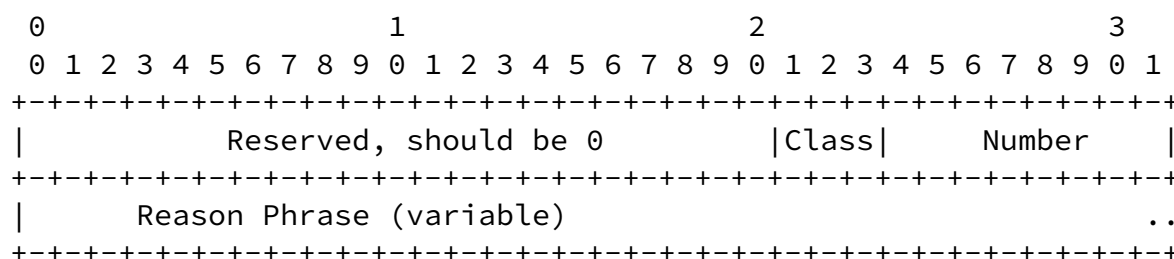 0                   1                   2                   3
 0 1 2 3 4 5 6 7 8 9 0 1 2 3 4 5 6 7 8 9 0 1 2 3 4 5 6 7 8 9 0 1
+-+-+-+-+-+-+-+-+-+-+-+-+-+-+-+-+-+-+-+-+-+-+-+-+-+-+-+-+-+-+-+-+
|           Reserved, should be 0         |Class|     Number    |
+-+-+-+-+-+-+-+-+-+-+-+-+-+-+-+-+-+-+-+-+-+-+-+-+-+-+-+-+-+-+-+-+
|      Reason Phrase (variable)                                ..
+-+-+-+-+-+-+-+-+-+-+-+-+-+-+-+-+-+-+-+-+-+-+-+-+-+-+-+-+-+-+-+-+